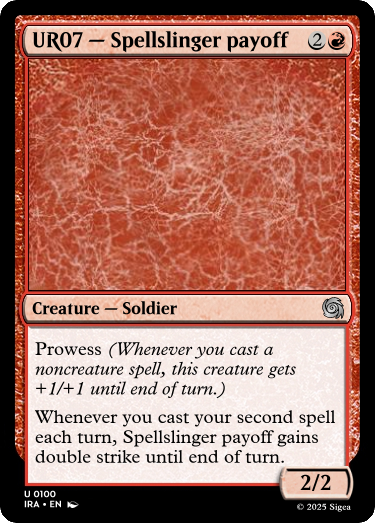 UR07 — Spellslinger payoff 2
Creature — Soldier
Prowess (Whenever you cast a
noncreature spell, this creature gets
+1/+1 until end of turn.)
Whenever you cast your second spell
each turn, Spellslinger payoff gains
double strike until end of turn.
2/2
U 0100
IRA • EN
© 2025 Sigea